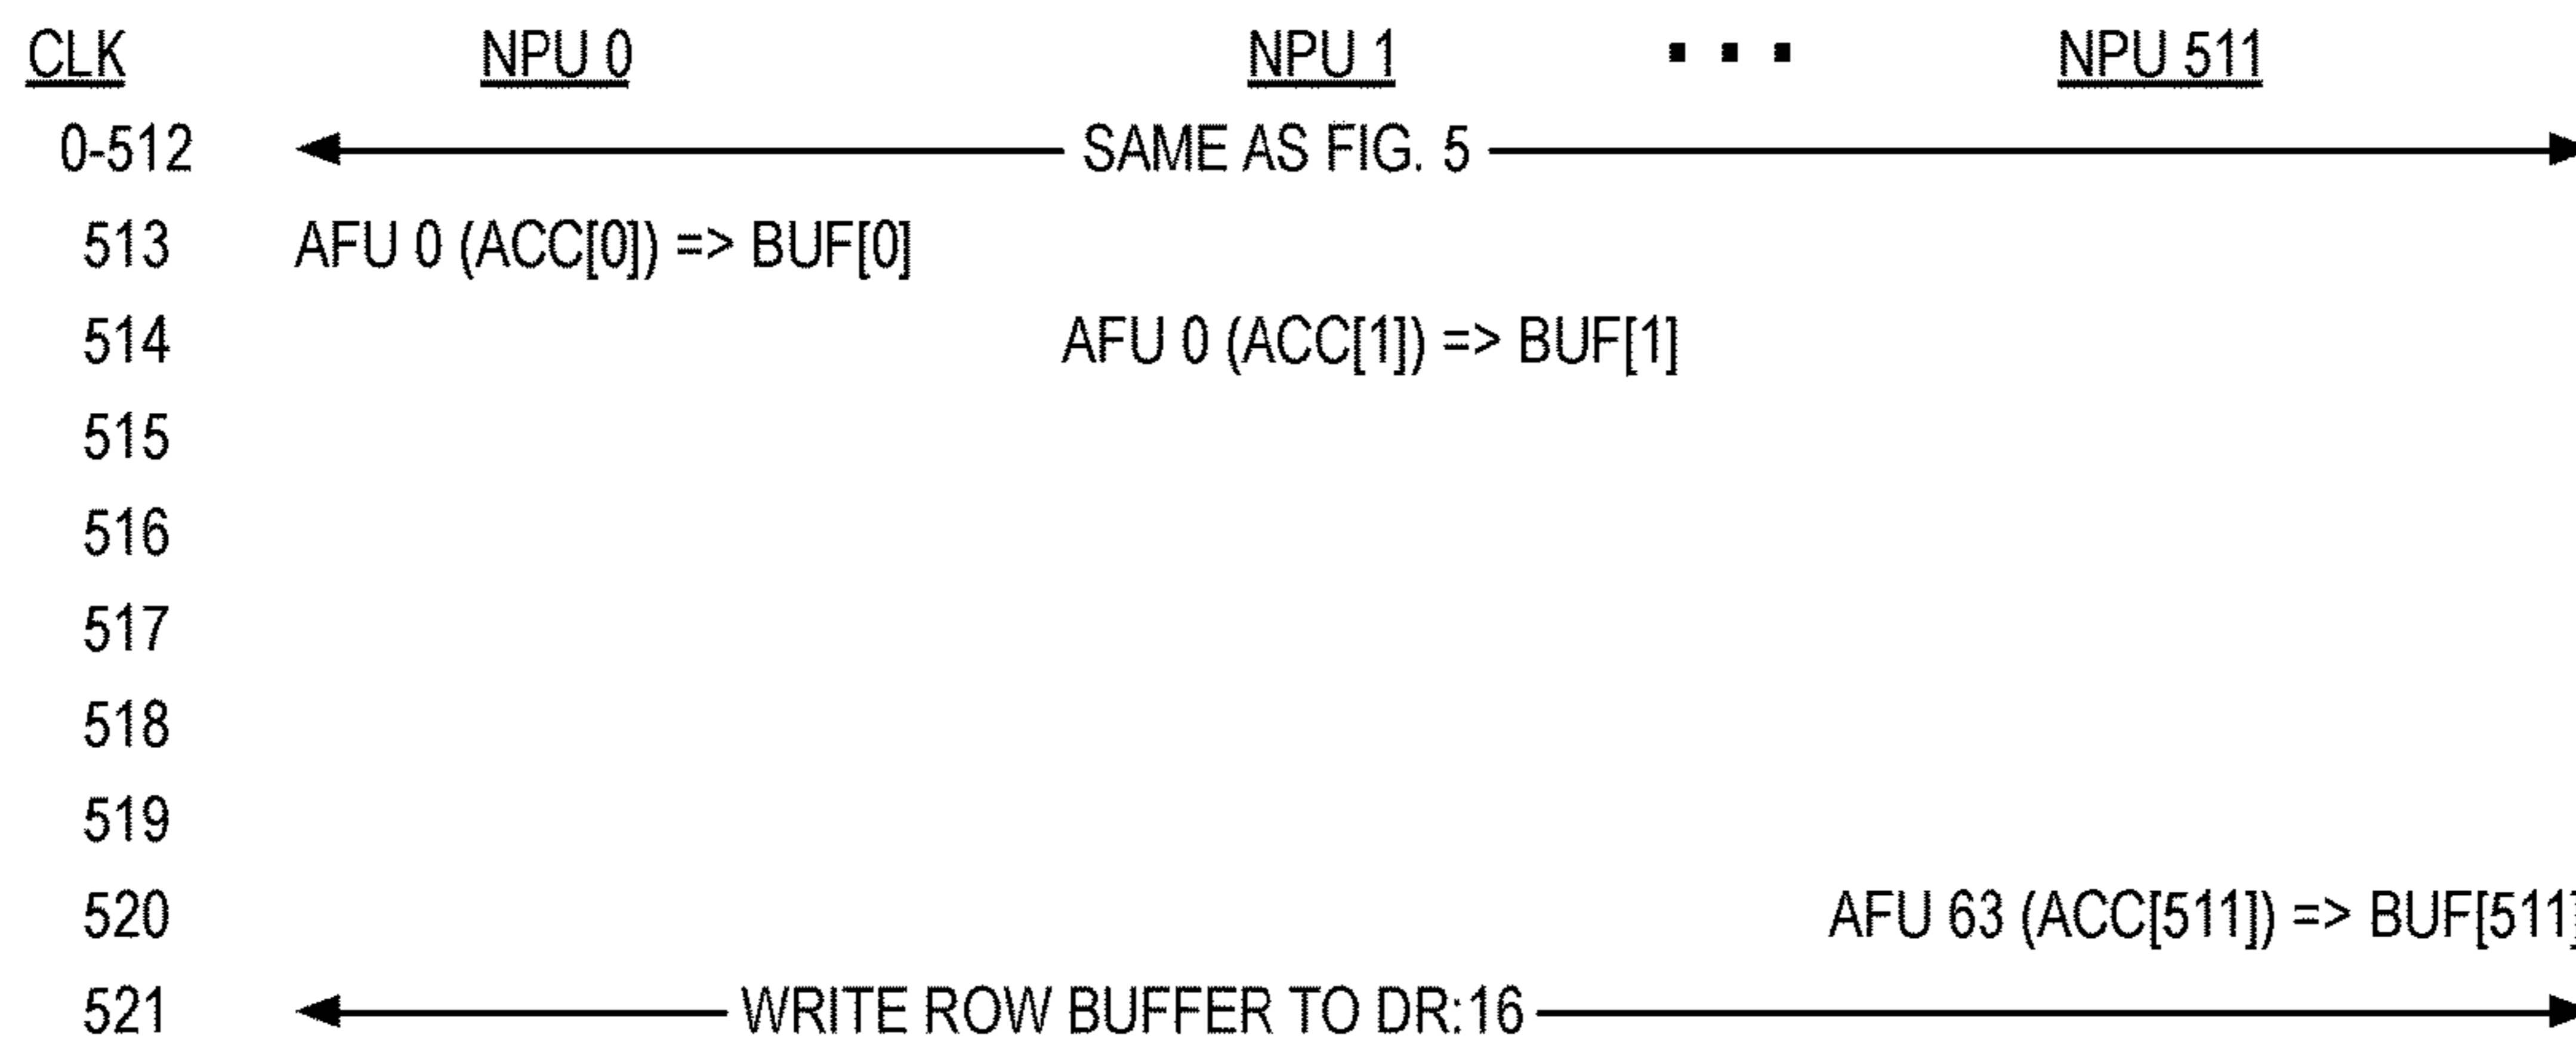 CLK NPU 0 NPU 1 ... NPU 511
0-512 SAME AS FIG. 5
513 AFU 0 (ACC[0]) => BUF[0]
514 AFU 0 (ACC[1]) => BUF[1]
515
516
517
518
519
520 AFU 63 (ACC[511]) => BUF[511]
521 WRITE ROW BUFFER TO DR:16